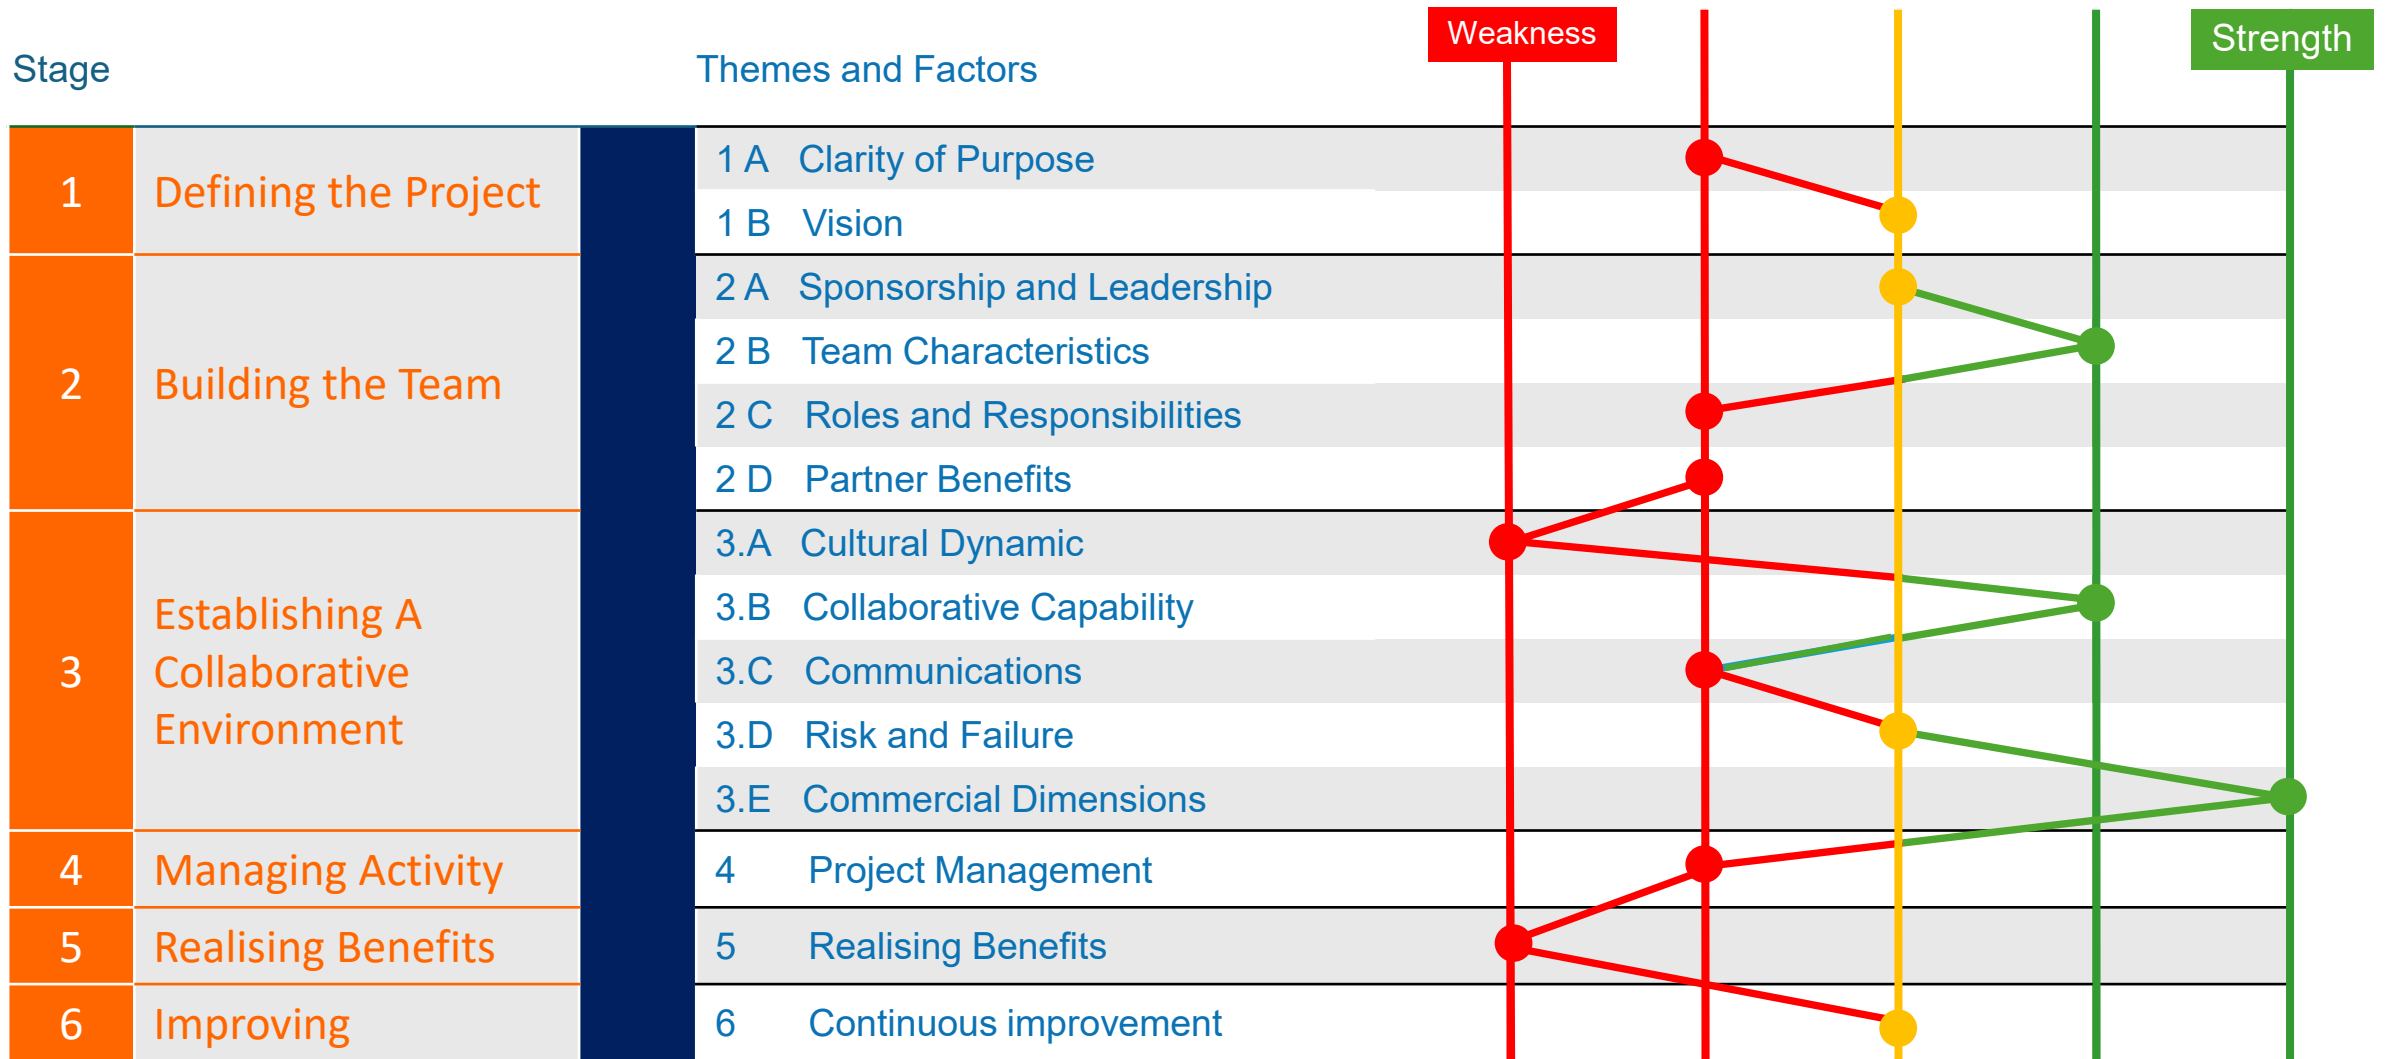 Weakness
Strength
Stage
Themes and Factors
1
Defining the Project
1 A Clarity of Purpose
1 B Vision
2
Building the Team
2 A Sponsorship and Leadership
2 B Team Characteristics
2 C Roles and Responsibilities
2 D Partner Benefits
3
Establishing A
Collaborative
Environment
3.A Cultural Dynamic
3.B Collaborative Capability
3.C Communications
3.D Risk and Failure
3.E Commercial Dimensions
4
Managing Activity
4 Project Management
5
Realising Benefits
5 Realising Benefits
6
Improving
6 Continuous improvement